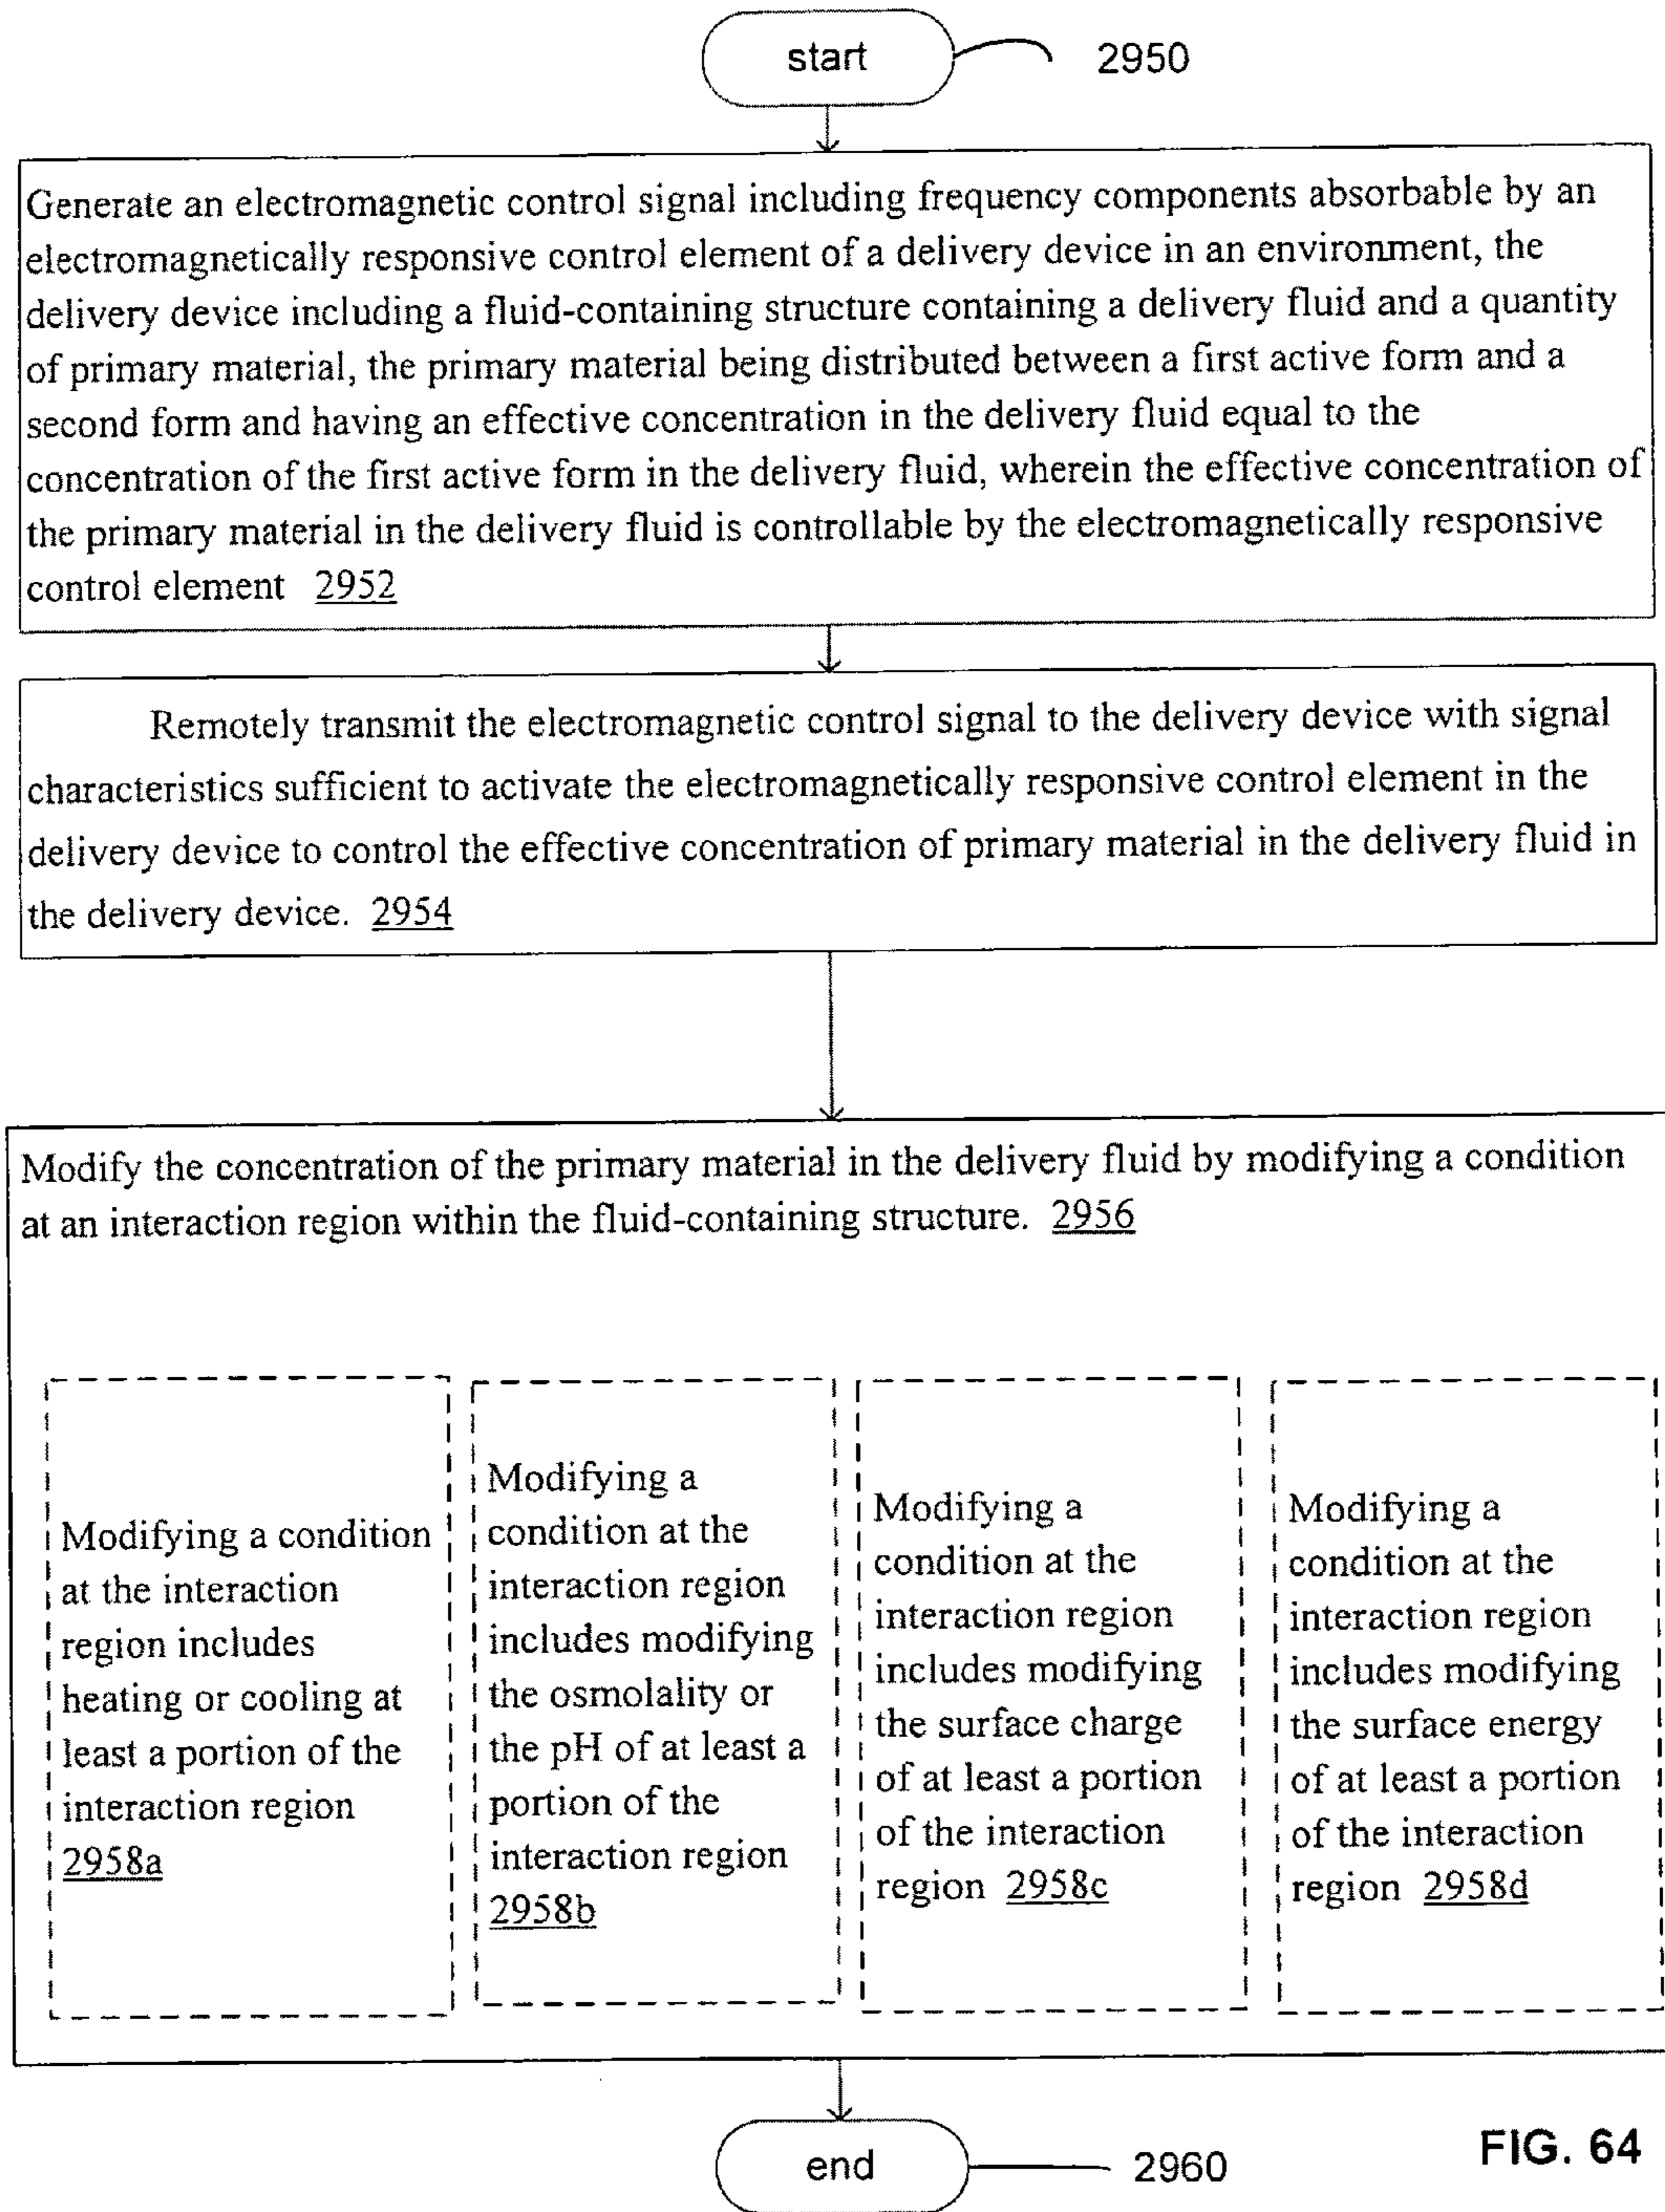 start
2950
Generate an electromagnetic control signal including frequency components absorbable by an
electromagnetically responsive control element of a delivery device in an environment, the
delivery device including a fluid-containing structure containing a delivery fluid and a quantity
of primary material, the primary material being distributed between a first active form and a
second form and having an effective concentration in the delivery fluid equal to the
concentration of the first active form in the delivery fluid, wherein the effective concentration of
the primary material in the delivery fluid is controllable by the electromagnetically responsive
control element 2952
Remotely transmit the electromagnetic control signal to the delivery device with signal
characteristics sufficient to activate the electromagnetically responsive control element in the
delivery device to control the effective concentration of primary material in the delivery fluid in
the delivery device. 2954
Modify the concentration of the primary material in the delivery fluid by modifying a condition
at an interaction region within the fluid-containing structure. 2956
Modifying a condition
at the interaction
region includes
heating or cooling at
least a portion of the
interaction region
2958a
Modifying a
condition at the
interaction region
includes modifying
the osmolality or
the pH of at least a
portion of the
interaction region
2958b
Modifying a
condition at the
interaction region
includes modifying
the surface charge
of at least a portion
of the interaction
region 2958c
Modifying a
condition at the
interaction region
includes modifying
the surface energy
of at least a portion
of the interaction
region 2958d
end
2960
FIG. 64